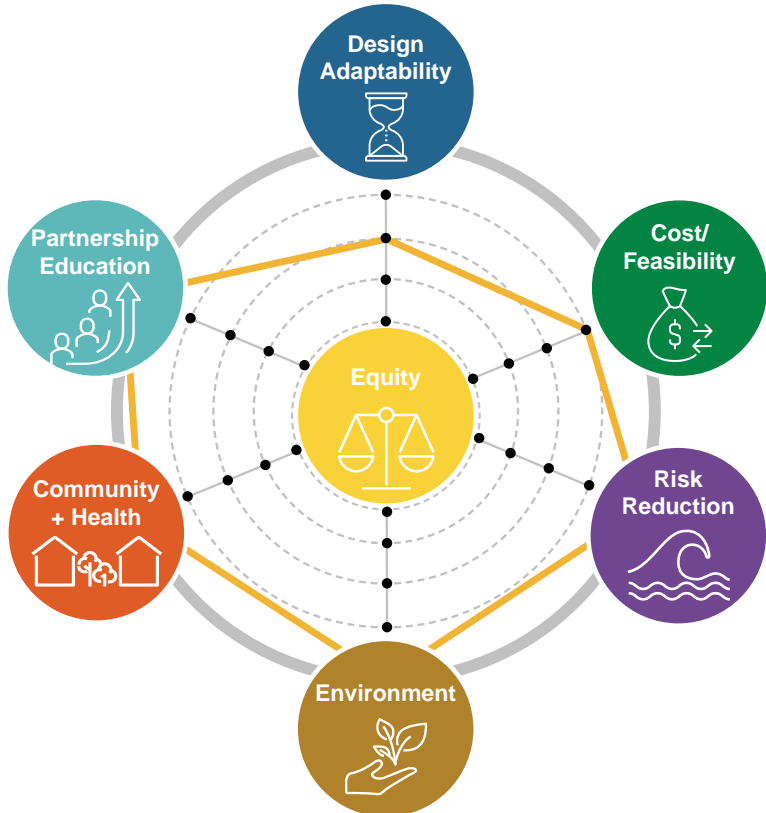 Design
Adaptability
Partnership
Education
Cost/
Feasibility
$
Equity
Community
+ Health
Risk
Reduction
Environment